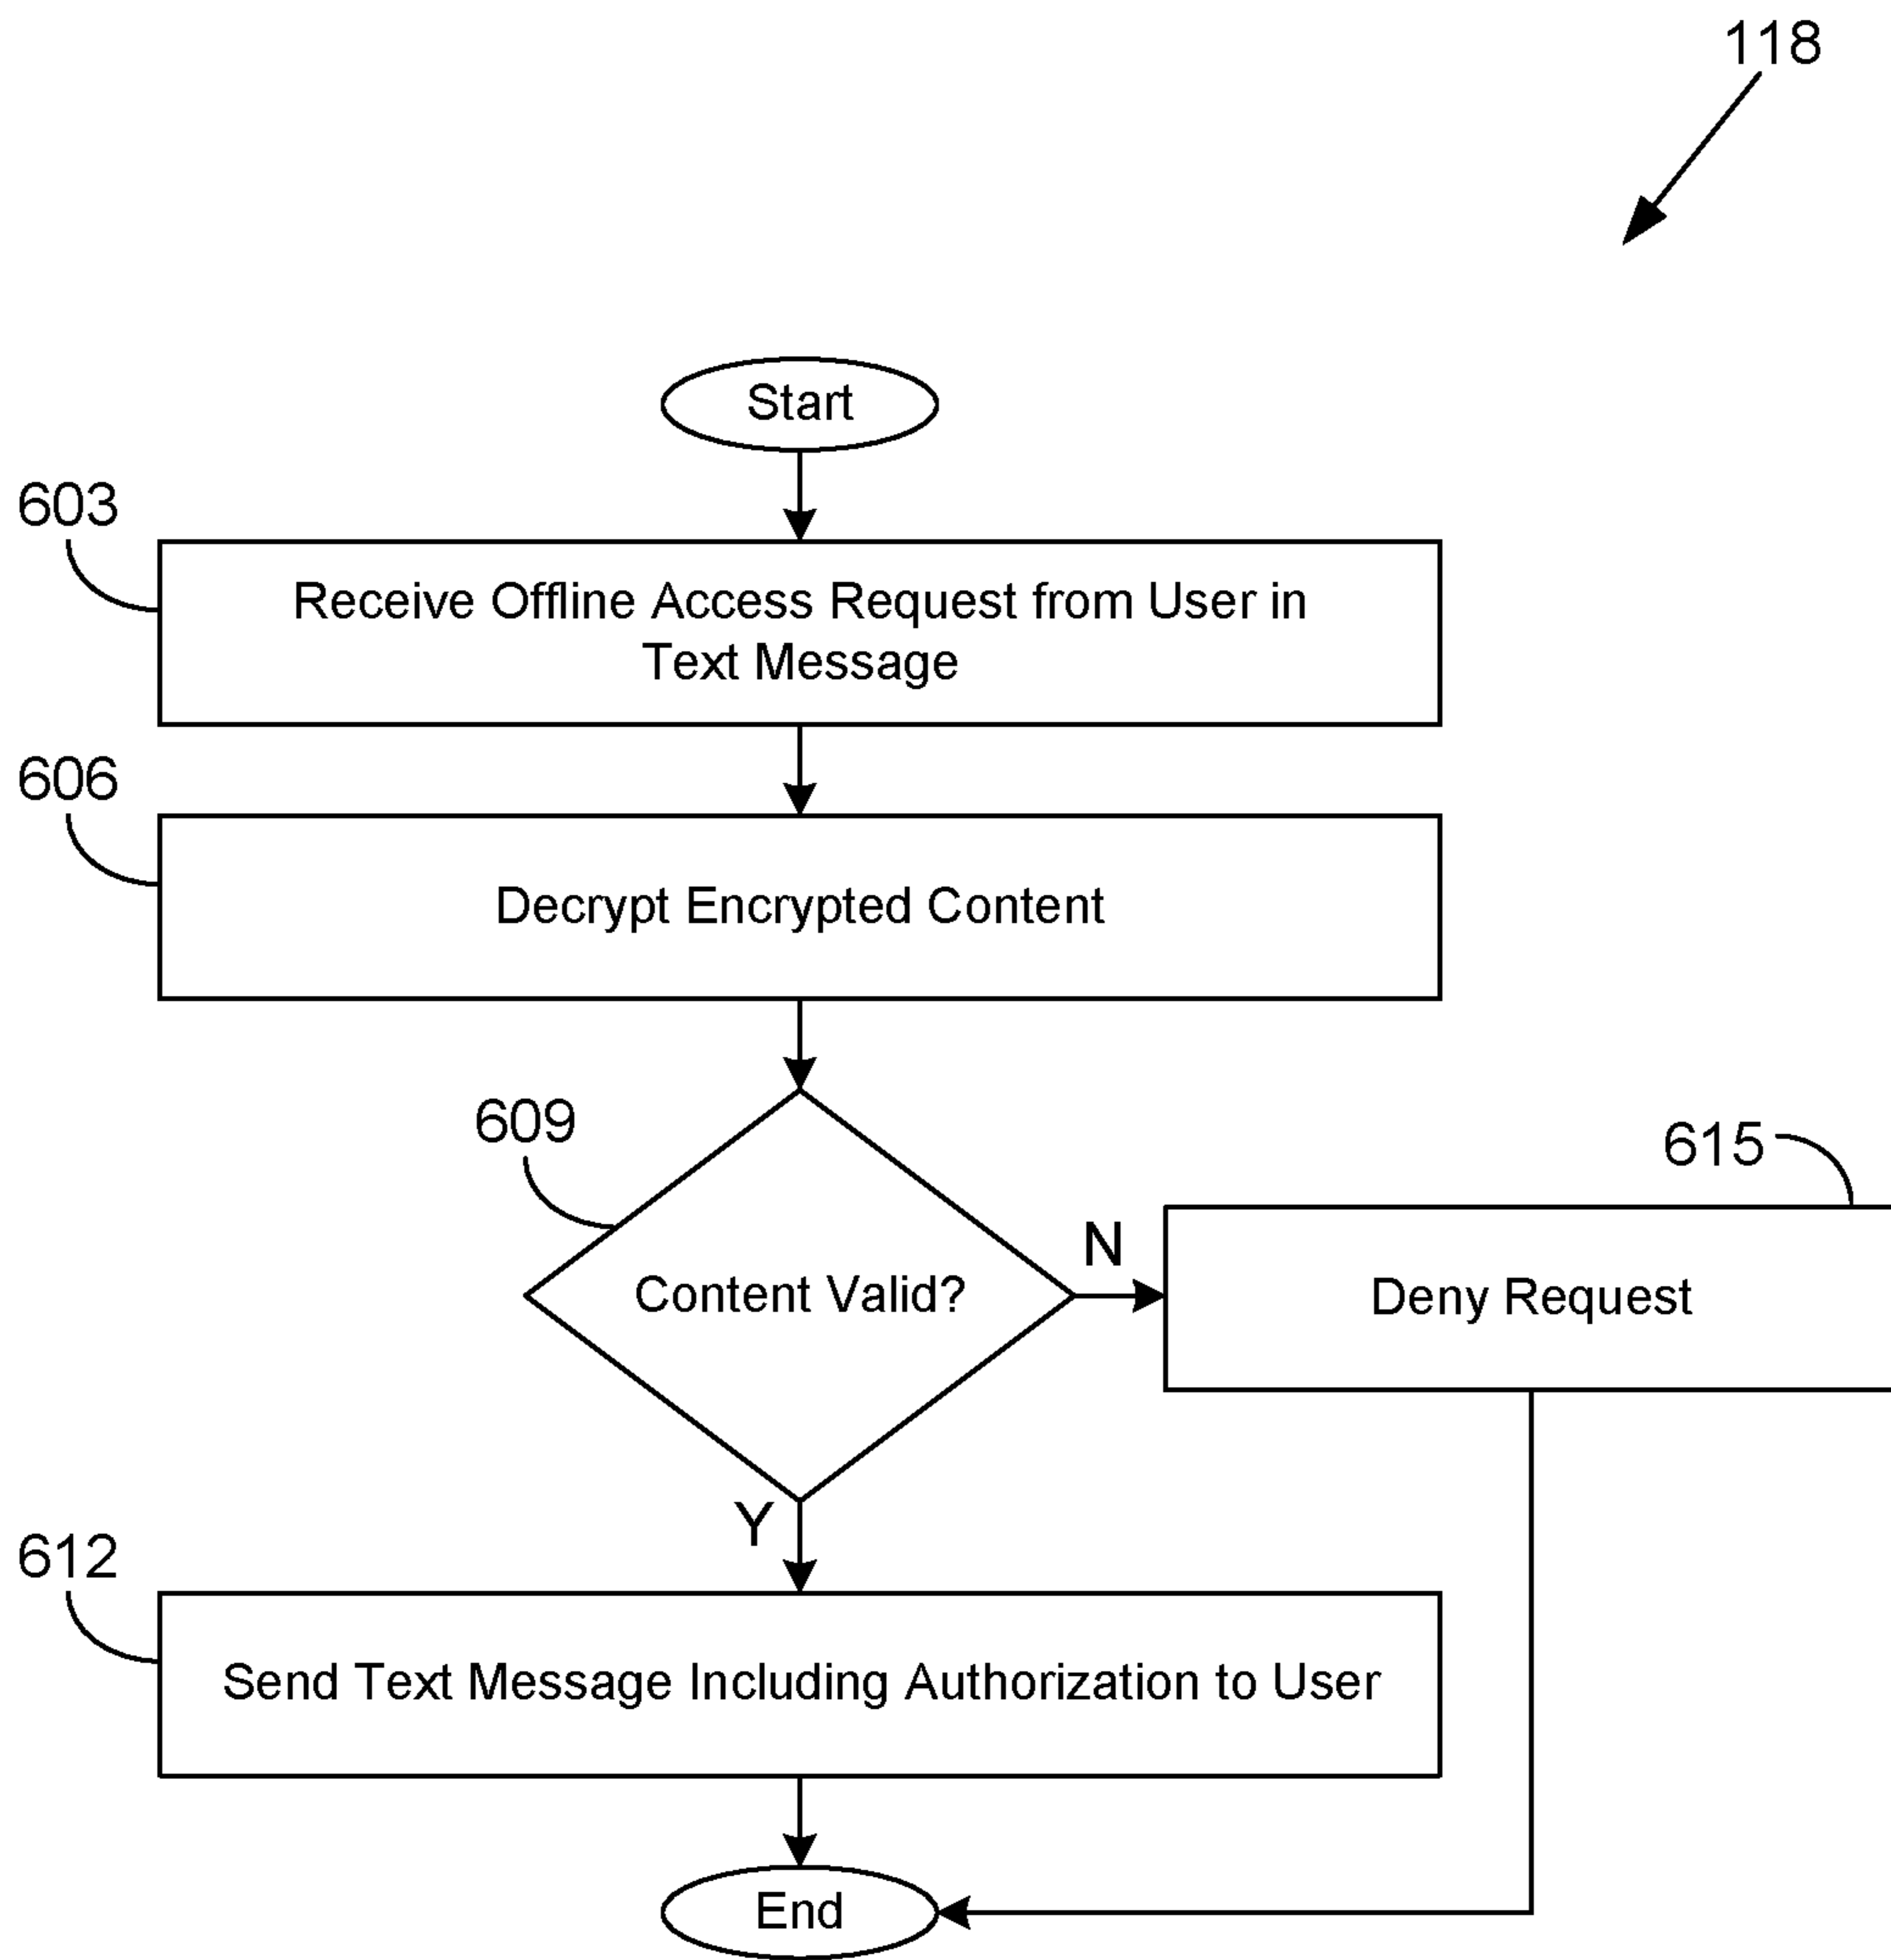 118
Start
603
Receive Offline Access Request from User in
Text Message
606
Decrypt Encrypted Content
609
Content Valid?
N
615
Deny Request
Y
612
Send Text Message Including Authorization to User
End